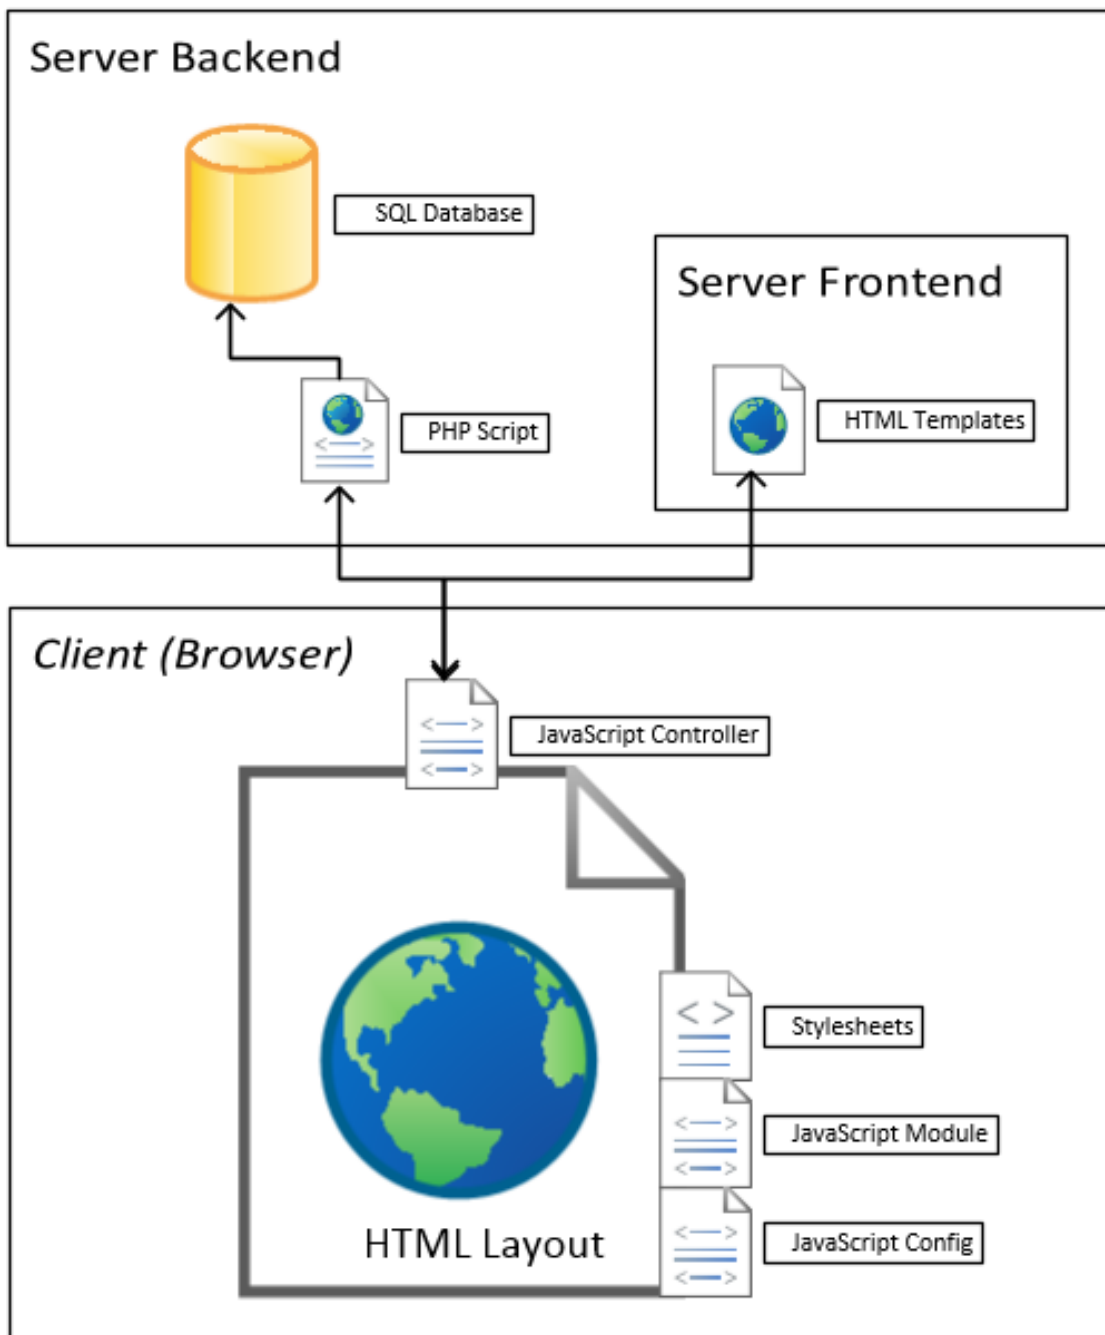 Server Backend
SQL Database
Server Frontend
PHP Script
HTML Templates
Client (Browser)
JavaScript Controller
Stylesheets
JavaScript Module
JavaScript Config
HTML Layout